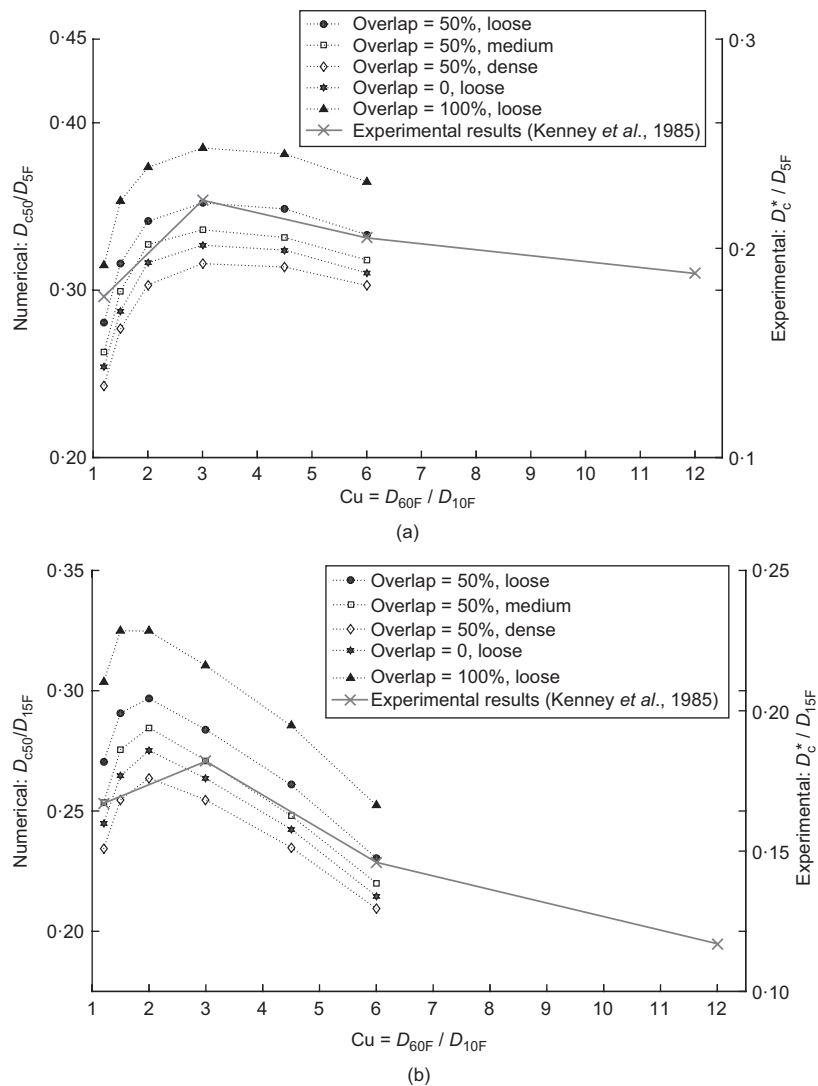 0·45
0·40
0·30
0·20
Numerical: Dc50/D5F
Overlap = 50%, loose
Overlap = 50%, medium
Overlap = 50%, dense
Overlap = 0, loose
Overlap = 100%, loose
Experimental results (Kenney et al., 1985)
0·3
0·2
0·1
Experimental: Dc* / D5F
1 2 3 4 5 6 7 8 9 10 11 12
Cu = D60F / D10F
(a)
0·35
0·30
0·25
0·20
Numerical: Dc50/D15F
Overlap = 50%, loose
Overlap = 50%, medium
Overlap = 50%, dense
Overlap = 0, loose
Overlap = 100%, loose
Experimental results (Kenney et al., 1985)
0·25
0·20
0·15
0·10
Experimental: Dc* / D15F
1 2 3 4 5 6 7 8 9 10 11 12
Cu = D60F / D10F
(b)